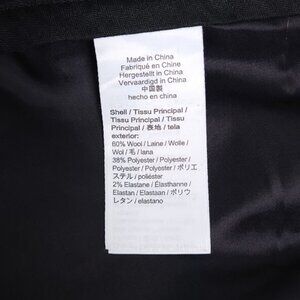 Made in China
Fabriqué en Chine
Hergestellt in China
Vervaardigd in China
中国製
hecho en china
Shell / Tissu Principal /
Tissu Principal / Tissu
Principal / 表地 / tela
exterior:
60% Wool / Laine / Wolle /
Wol / 毛 / lana
38% Polyester / Polyester /
Polyester / Polyester / ポリエ
ステル / poliéster
2% Elastane / Élasthanne /
Elastan / Elastaan / ポリウ
レタン / elastano